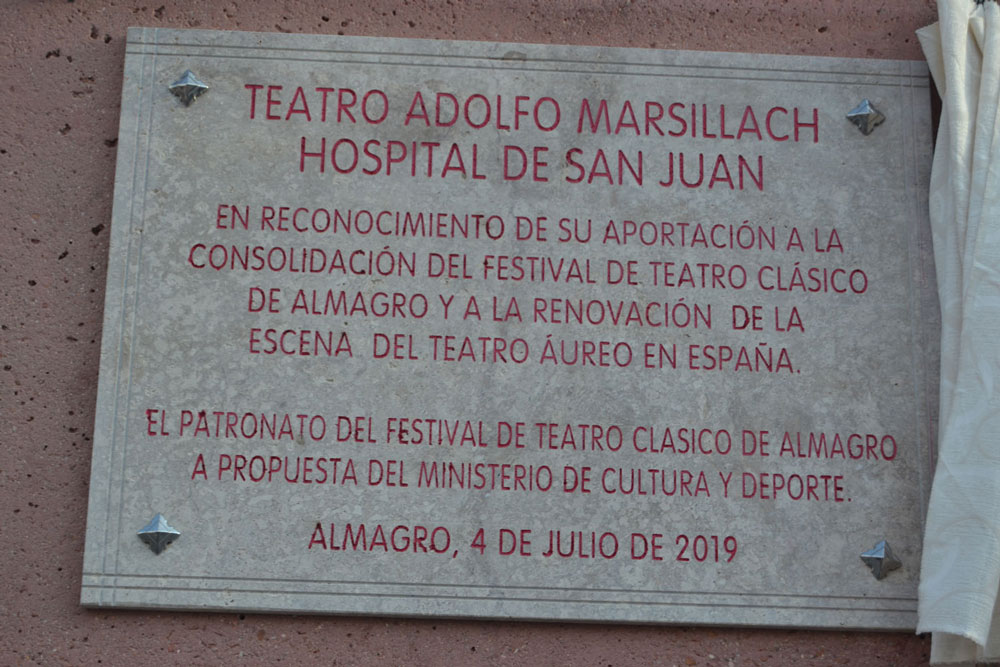 TEATRO ADOLFO MARSILLACH
HOSPITAL DE SAN JUAN
EN RECONOCIMIENTO DE SU APORTACIÓN A LA
CONSOLIDACIÓN DEL FESTIVAL DE TEATRO CLÁSICO
DE ALMAGRO Y A LA RENOVACIÓN DE LA
ESCENA DEL TEATRO ÁUREO EN ESPAÑA.
EL PATRONATO DEL FESTIVAL DE TEATRO CLASICO DE ALMAGRO
A PROPUESTA DEL MINISTERIO DE CULTURA Y DEPORTE.
ALMAGRO, 4 DE JULIO DE 2019